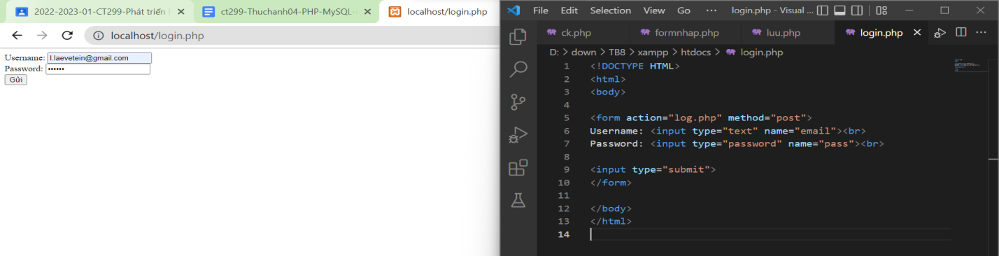 2022-2023-01-CT299-Phát triển
ct299-Thuchanh04-PHP-MySQL-
localhost/login.php
localhost/login.php
Username: l.laevetein@gmail.com
Password: ••••••
Gửi
File Edit Selection View Go ··· login.php - Visual ...
ck.php formnhap.php luu.php login.php
D: > down > TB8 > xampp > htdocs > login.php
1 <!DOCTYPE HTML>
2 <html>
3 <body>
4
5 <form action="log.php" method="post">
6 Username: <input type="text" name="email"><br>
7 Password: <input type="password" name="pass"><br>
8
9 <input type="submit">
10 </form>
11
12 </body>
13 </html>
14